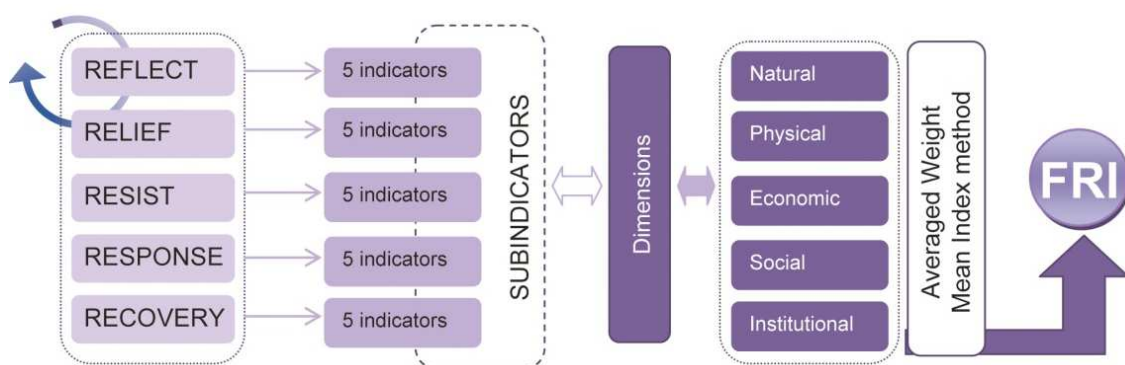 REFLECT
RELIEF
RESIST
RESPONSE
RECOVERY
5 indicators
5 indicators
5 indicators
5 indicators
5 indicators
SUBINDICATORS
Dimensions
Natural
Physical
Economic
Social
Institutional
Averaged Weight
Mean Index method
FRI